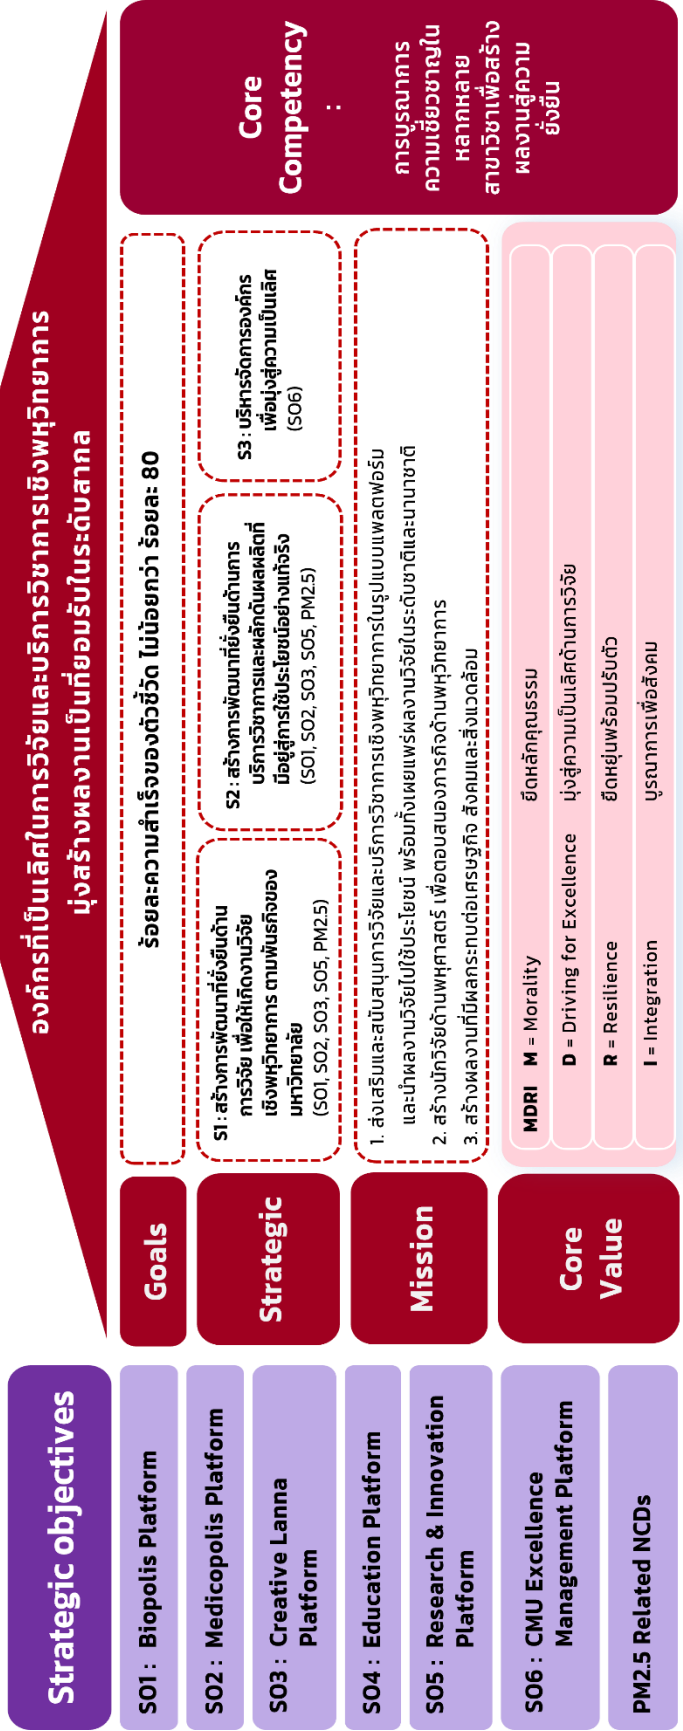 องค์กรที่เป็นเลิศในการวิจัยและบริการวิชาการเชิงพหุวิทยาการ
มุ่งสร้างผลงานเป็นที่ยอมรับในระดับสากล
Strategic objectives
SO1 : Biopolis Platform
SO2 : Medicopolis Platform
SO3 : Creative Lanna
Platform
SO4 : Education Platform
SO5 : Research & Innovation
Platform
SO6 : CMU Excellence
Management Platform
PM2.5 Related NCDs
Goals
ร้อยละความสำเร็จของตัวชี้วัด ไม่น้อยกว่า ร้อยละ 80
Strategic
S1 : สร้างการพัฒนาที่ยั่งยืนด้าน
การวิจัย เพื่อให้เกิดงานวิจัย
เชิงพหุวิทยาการ ตามพันธกิจของ
มหาวิทยาลัย
(SO1, SO2, SO3, SO5, PM2.5)
S2 : สร้างการพัฒนาที่ยั่งยืนด้านการ
บริการวิชาการและผลักดันผลผลิตที่
มีอยู่สู่การใช้ประโยชน์อย่างแท้จริง
(SO1, SO2, SO3, SO5, PM2.5)
S3 : บริหารจัดการองค์กร
เพื่อมุ่งสู่ความเป็นเลิศ
(SO6)
Mission
1. ส่งเสริมและสนับสนุนการวิจัยและบริการวิชาการเชิงพหุวิทยาการในรูปแบบแพลตฟอร์ม
และนำผลงานวิจัยไปใช้ประโยชน์ พร้อมทั้งเผยแพร่ผลงานวิจัยในระดับชาติและนานาชาติ
2. สร้างนักวิจัยด้านพหุศาสตร์ เพื่อตอบสนองภารกิจด้านพหุวิทยาการ
3. สร้างผลงานที่มีผลกระทบต่อเศรษฐกิจ สังคมและสิ่งแวดล้อม
Core
Value
MDRI M = Morality ยึดหลักคุณธรรม
D = Driving for Excellence มุ่งสู่ความเป็นเลิศด้านการวิจัย
R = Resilience ยืดหยุ่นพร้อมปรับตัว
I = Integration บูรณาการเพื่อสังคม
Core
Competency
:
การบูรณาการ
ความเชี่ยวชาญใน
หลากหลาย
สาขาวิชาเพื่อสร้าง
ผลงานสู่ความ
ยั่งยืน